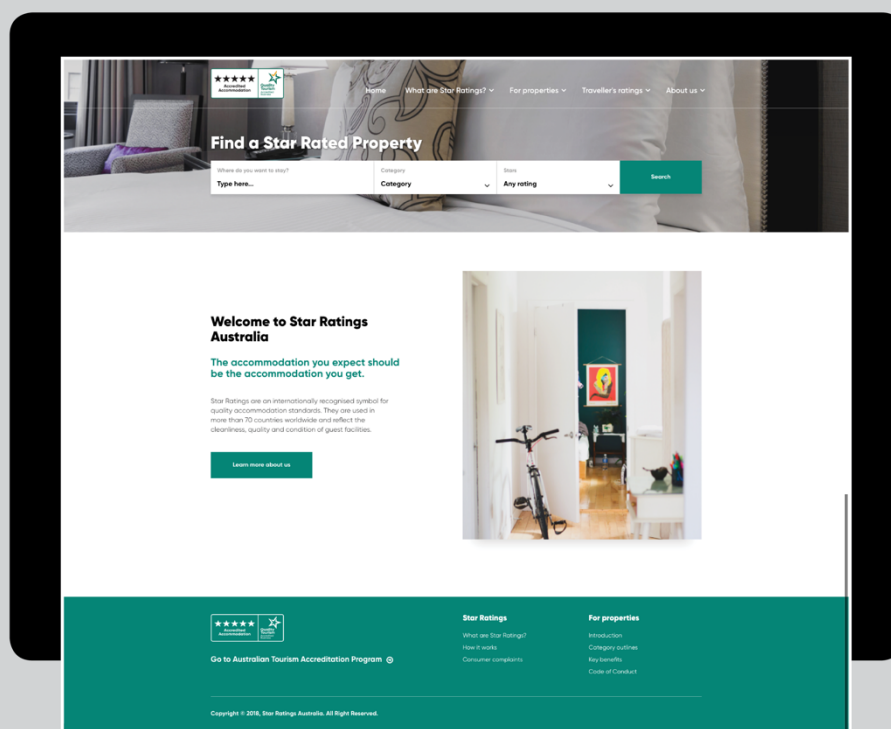 ★★★★★
Accredited
Accommodation
Quality
Tourism
Home What are Star Ratings? For properties Traveller's ratings About us
Find a Star Rated Property
Where do you want to stay? Category Stars
Type here... Category Any rating
Search
Welcome to Star Ratings
Australia
The accommodation you expect should
be the accommodation you get.
Star Ratings are an internationally recognised symbol for
quality accommodation standards. They are used in
more than 70 countries worldwide and reflect the
cleanliness, quality and condition of guest facilities.
Learn more about us
★★★★★
Accredited
Accommodation
Quality
Tourism
Go to Australian Tourism Accreditation Program
Star Ratings
What are Star Ratings?
How it works
Consumer complaints
For properties
Introduction
Category outlines
Key benefits
Code of Conduct
Copyright © 2018, Star Ratings Australia. All Right Reserved.